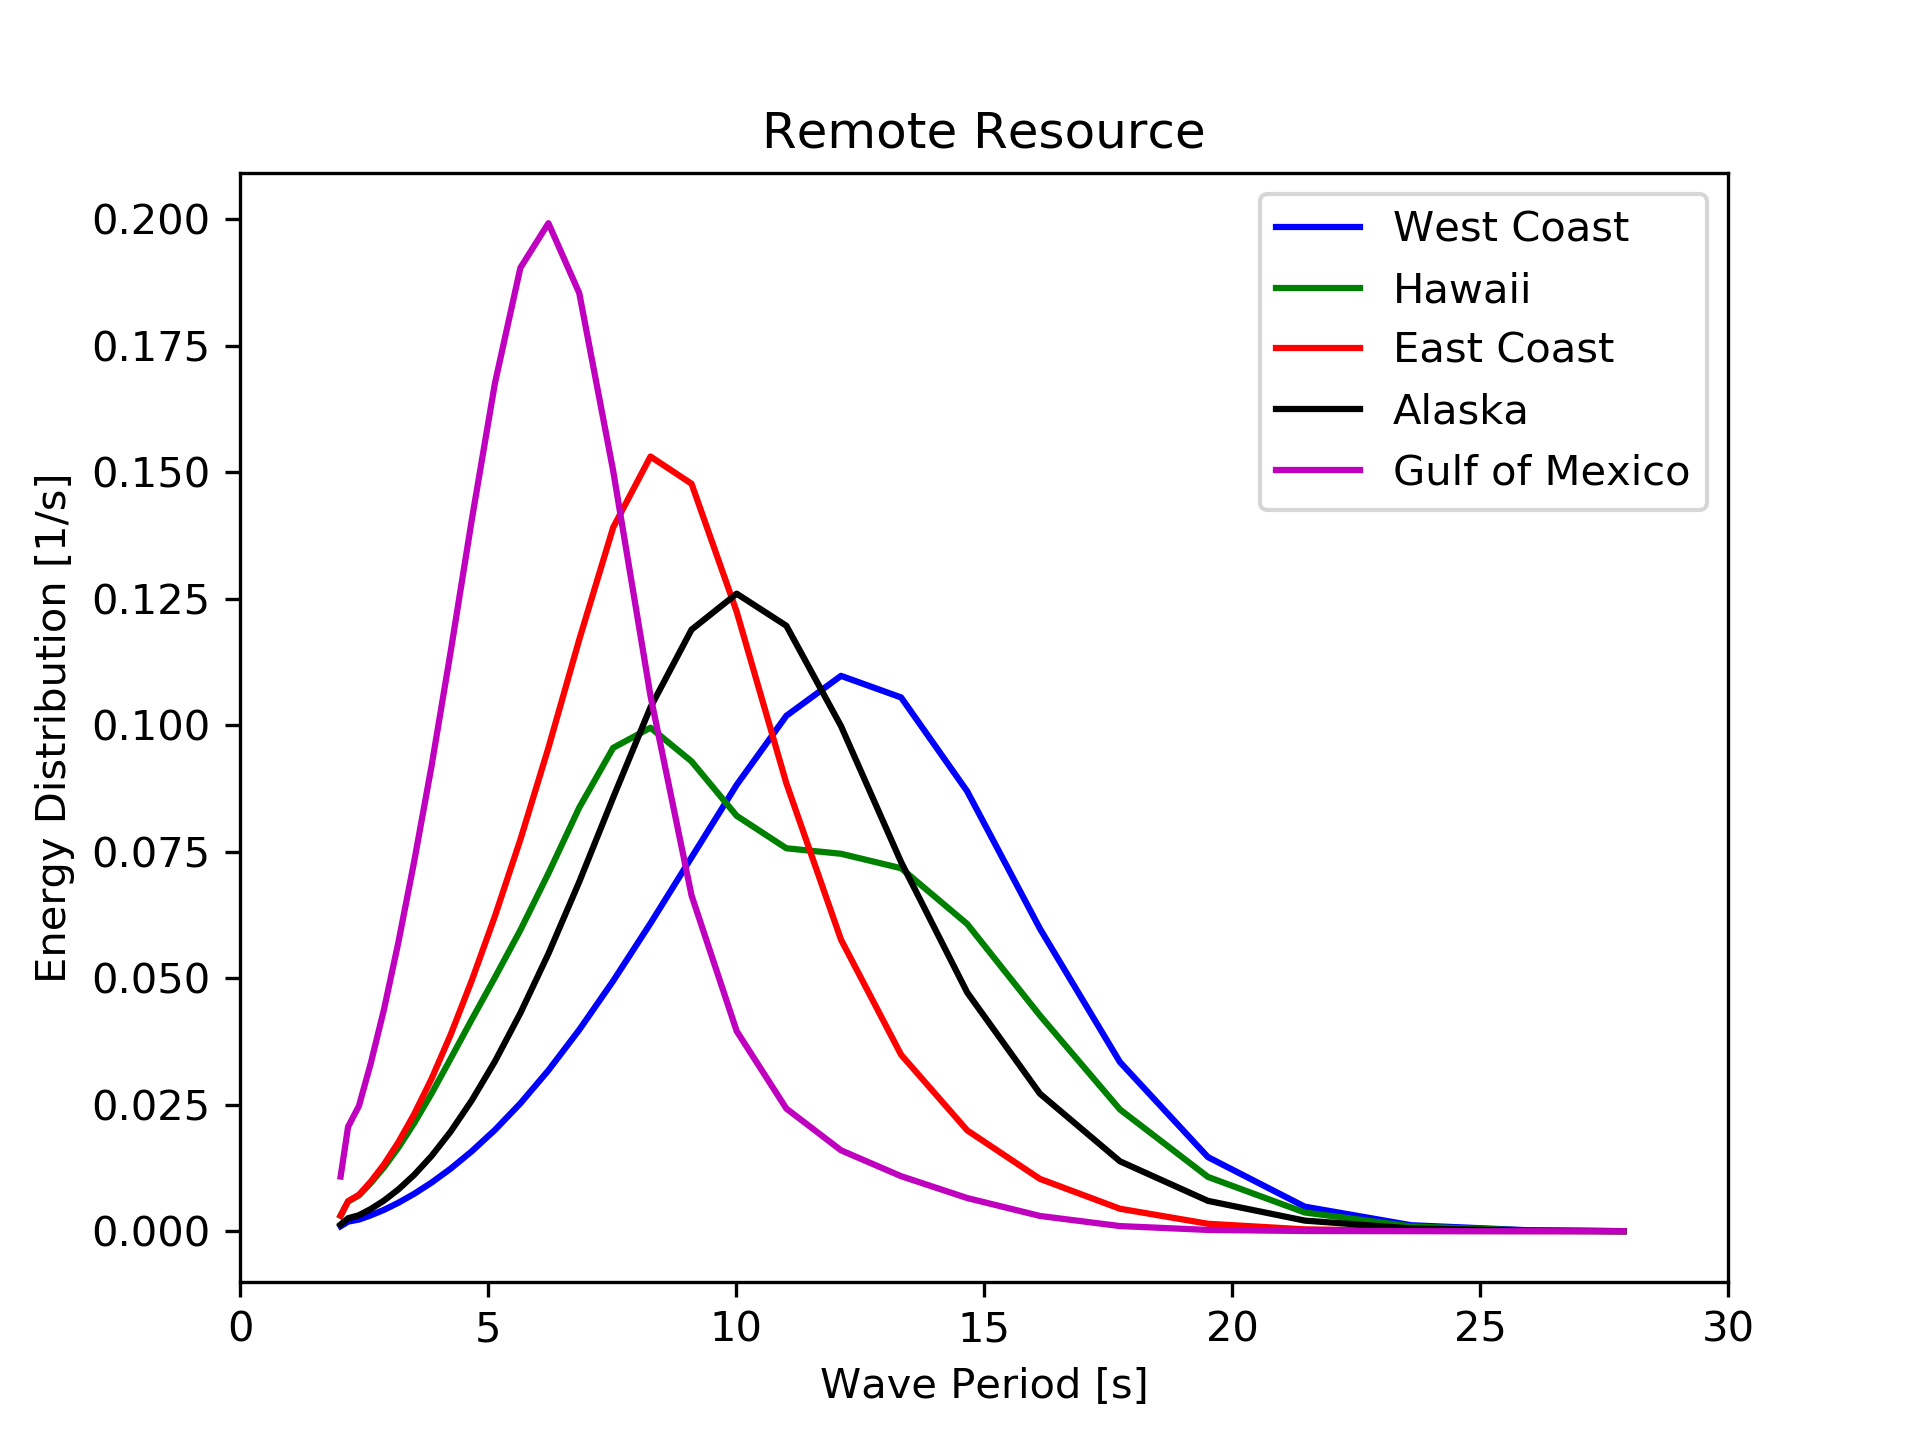 Remote Resource
0.200
0.175
0.150
0.125
0.100
0.075
0.050
0.025
0.000
Energy Distribution [1/s]
West Coast
Hawaii
East Coast
Alaska
Gulf of Mexico
0 5 10 15 20 25 30
Wave Period [s]